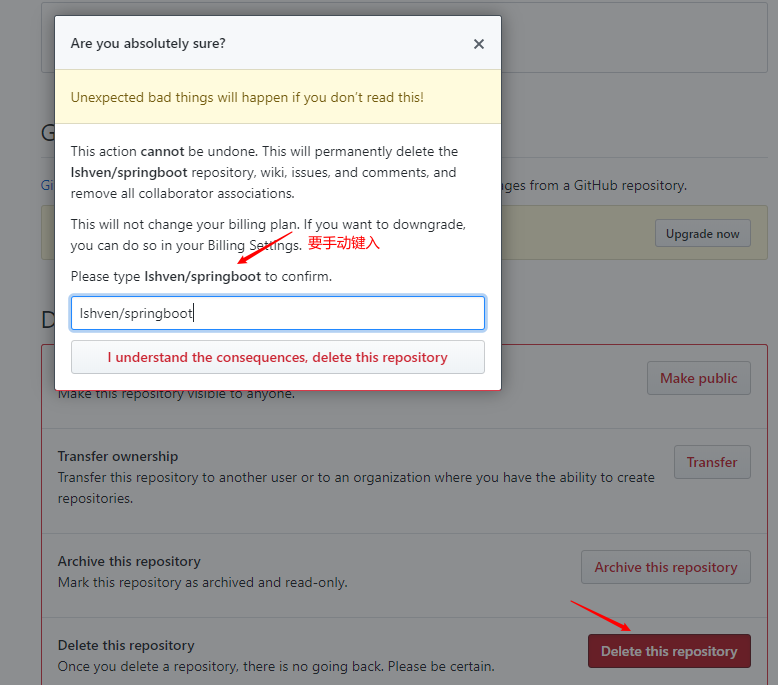 Are you absolutely sure?
Unexpected bad things will happen if you don't read this!
This action cannot be undone. This will permanently delete the
lshven/springboot repository, wiki, issues, and comments, and
remove all collaborator associations.
This will not change your billing plan. If you want to downgrade,
you can do so in your Billing Settings. 要手动键入
Please type lshven/springboot to confirm.
lshven/springboot
I understand the consequences, delete this repository
G
Gi
ages from a GitHub repository.
Upgrade now
D
Make this repository visible to anyone.
Make public
Transfer ownership
Transfer this repository to another user or to an organization where you have the ability to create
repositories.
Transfer
Archive this repository
Mark this repository as archived and read-only.
Archive this repository
Delete this repository
Once you delete a repository, there is no going back. Please be certain.
Delete this repository